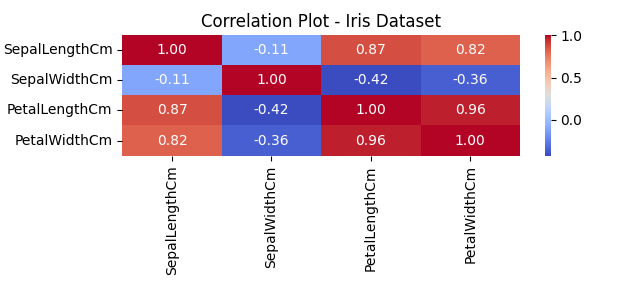 Correlation Plot - Iris Dataset
SepalLengthCm 1.00 -0.11 0.87 0.82
SepalWidthCm -0.11 1.00 -0.42 -0.36
PetalLengthCm 0.87 -0.42 1.00 0.96
PetalWidthCm 0.82 -0.36 0.96 1.00
SepalLengthCm
SepalWidthCm
PetalLengthCm
PetalWidthCm
1.0
0.5
0.0